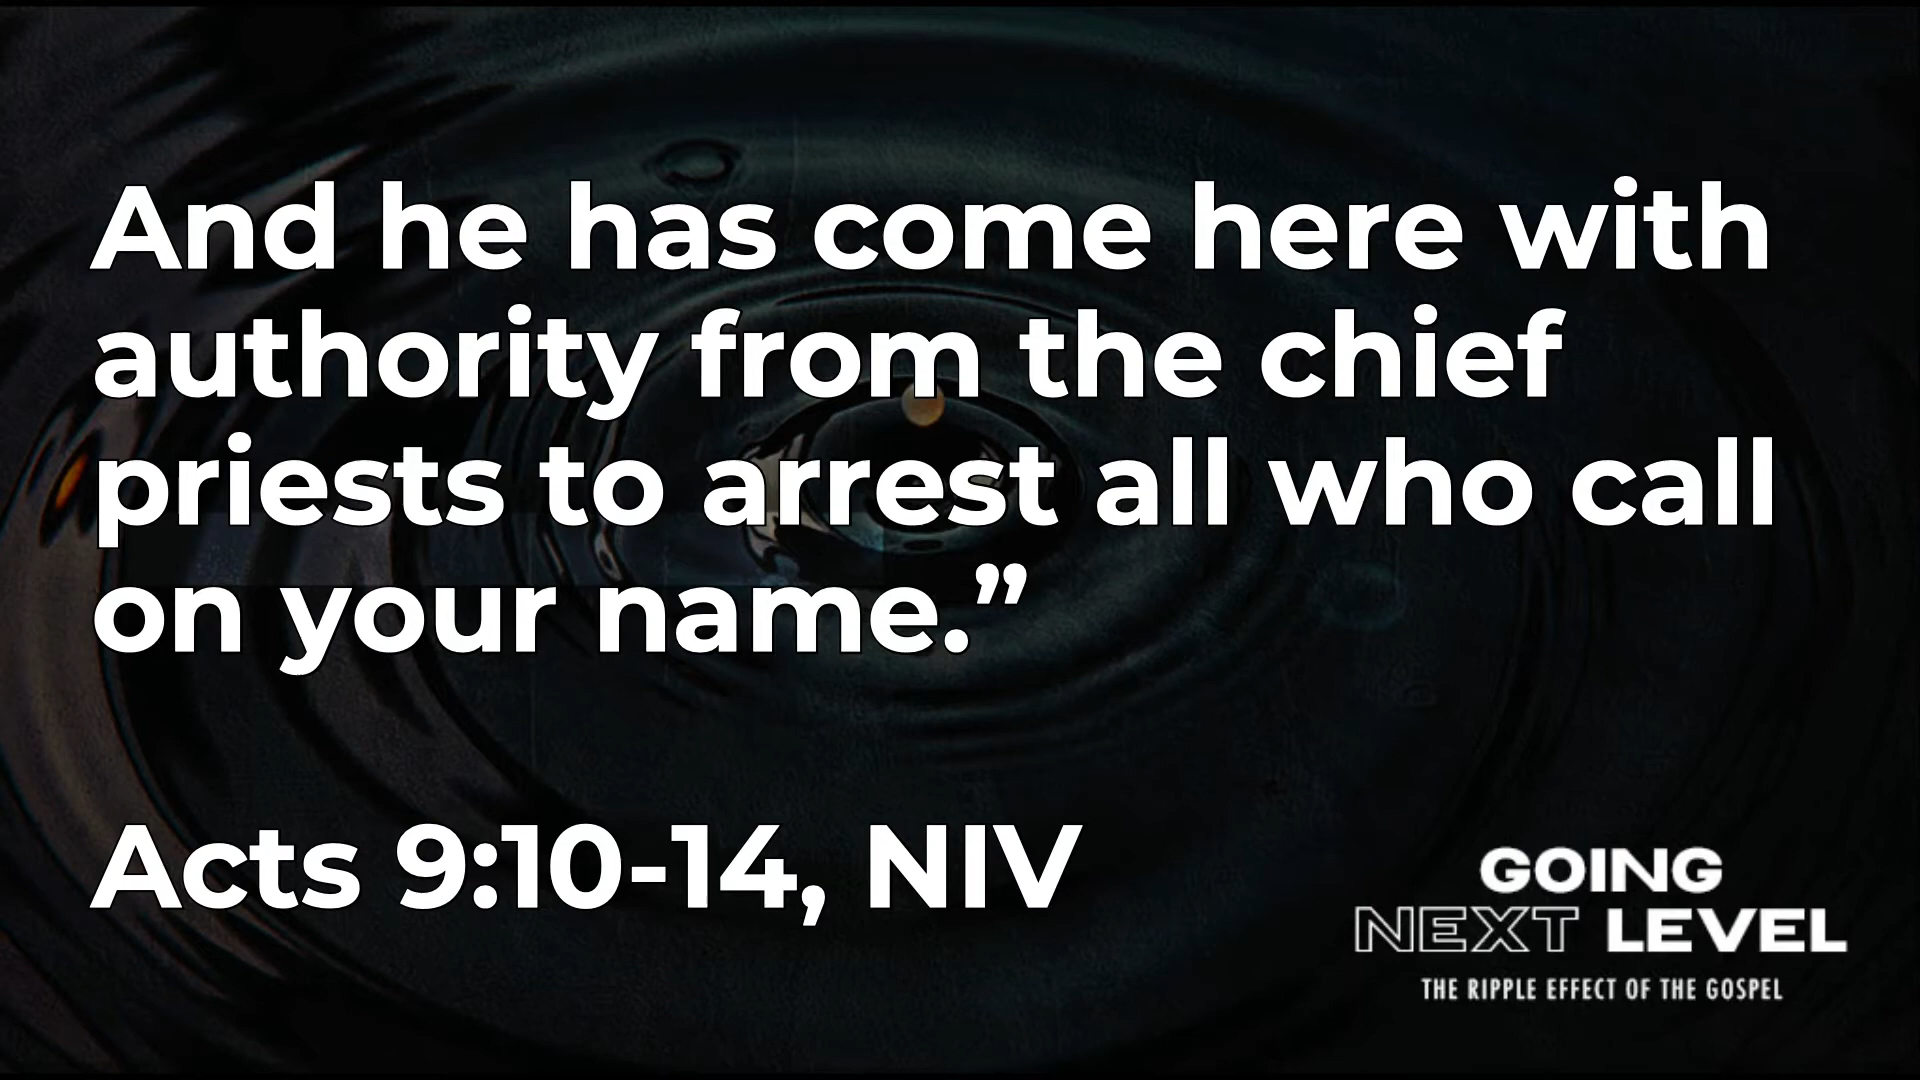 And he has come here with
authority from the chief
priests to arrest all who call
on your name.”
Acts 9:10-14, NIV
GOING
NEXT LEVEL
THE RIPPLE EFFECT OF THE GOSPEL